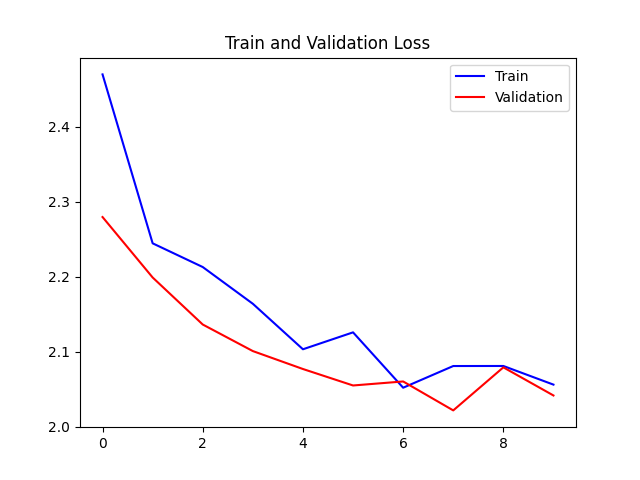 Train and Validation Loss
Train
Validation
2.4
2.3
2.2
2.1
2.0
0 2 4 6 8